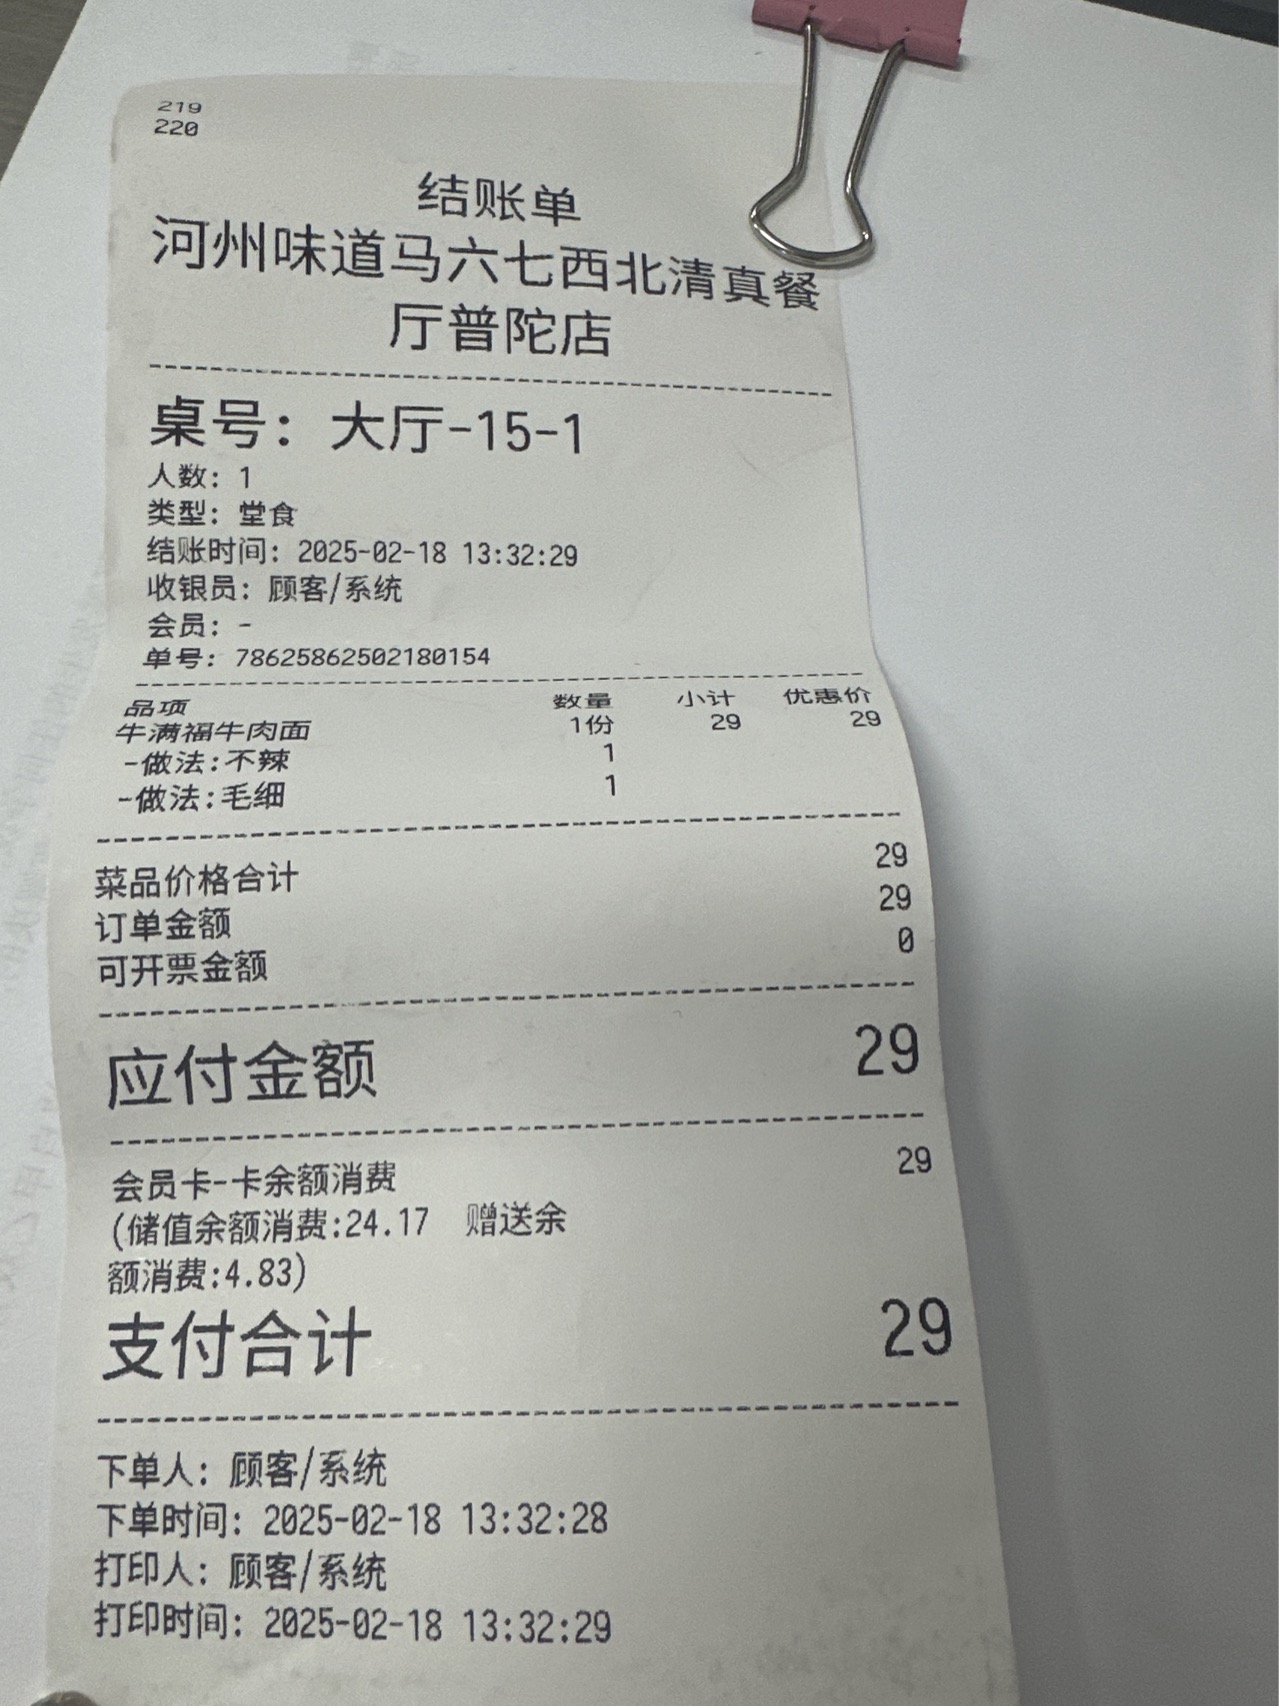 219
220
结账单
河州味道马六七西北清真餐
厅普陀店
桌号：大厅-15-1
人数：1
类型：堂食
结账时间：2025-02-18 13:32:29
收银员：顾客/系统
会员：-
单号：78625862502180154
品项 数量 小计 优惠价
牛满福牛肉面 1份 29 29
-做法:不辣 1
-做法:毛细 1
菜品价格合计 29
订单金额 29
可开票金额 0
应付金额 29
会员卡-卡余额消费 29
(储值余额消费:24.17 赠送余
额消费:4.83)
支付合计 29
下单人：顾客/系统
下单时间：2025-02-18 13:32:28
打印人：顾客/系统
打印时间：2025-02-18 13:32:29